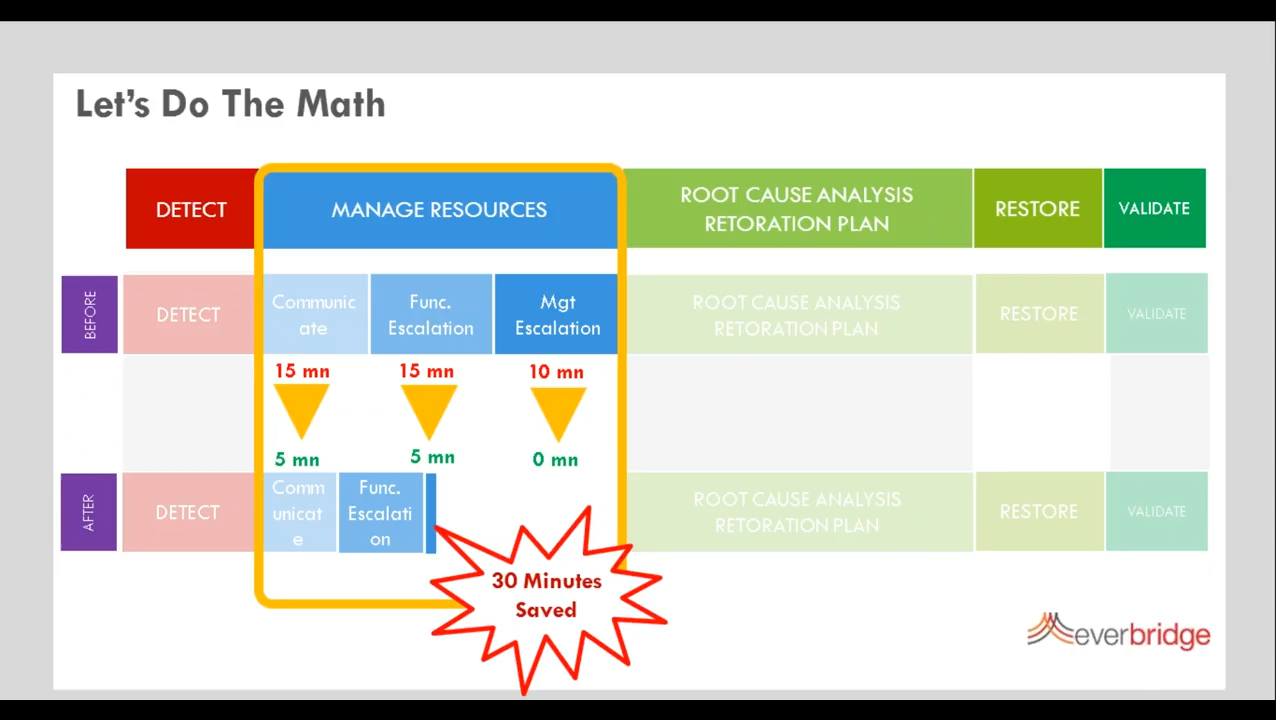 Let's Do The Math
DETECT
MANAGE RESOURCES
ROOT CAUSE ANALYSIS
RETORATION PLAN
RESTORE
VALIDATE
BEFORE
DETECT
Communic
ate
Func.
Escalation
Mgt
Escalation
ROOT CAUSE ANALYSIS
RETORATION PLAN
RESTORE
VALIDATE
15 mn
15 mn
10 mn
5 mn
5 mn
0 mn
AFTER
DETECT
Comm
unicat
e
Func.
Escalati
on
ROOT CAUSE ANALYSIS
RETORATION PLAN
RESTORE
VALIDATE
30 Minutes
Saved
everbridge